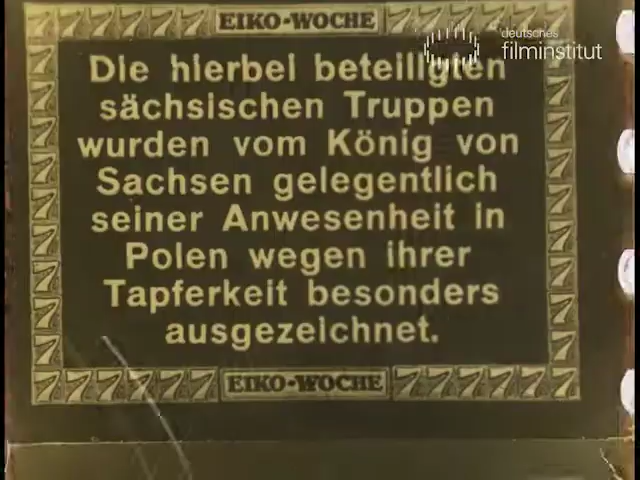 EIKO-WOCHE
deutsches
filminstitut
Die hierbei beteiligten
sächsischen Truppen
wurden vom König von
Sachsen gelegentlich
seiner Anwesenheit in
Polen wegen ihrer
Tapferkeit besonders
ausgezeichnet.
EIKO-WOCHE